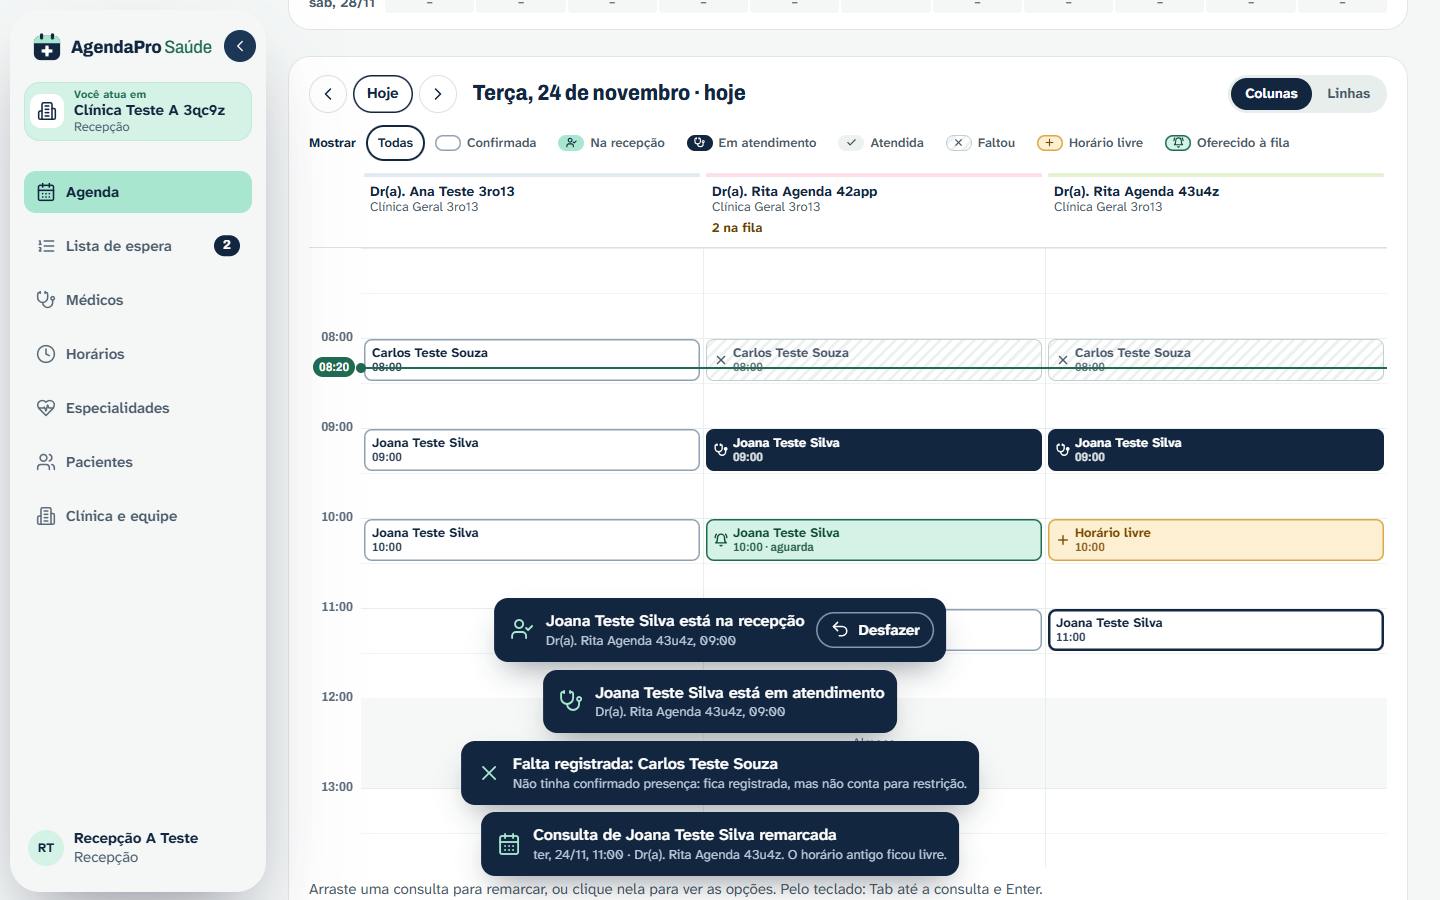 AgendaPro Saúde
Você atua em
Clínica Teste A 3qc9z
Recepção
Agenda
Lista de espera 2
Médicos
Horários
Especialidades
Pacientes
Clínica e equipe
RT
Recepção A Teste
Recepção
sáb, 28/11 – – – – – – – – – – –
Hoje
Terça, 24 de novembro · hoje
Colunas Linhas
Mostrar Todas Confirmada Na recepção Em atendimento Atendida Faltou Horário livre Oferecido à fila
Dr(a). Ana Teste 3ro13
Clínica Geral 3ro13
Dr(a). Rita Agenda 42app
Clínica Geral 3ro13
2 na fila
Dr(a). Rita Agenda 43u4z
Clínica Geral 3ro13
08:00
08:20
Carlos Teste Souza
08:00
Carlos Teste Souza
08:00
Carlos Teste Souza
08:00
09:00
Joana Teste Silva
09:00
Joana Teste Silva
09:00
Joana Teste Silva
09:00
10:00
Joana Teste Silva
10:00
Joana Teste Silva
10:00 · aguarda
Horário livre
10:00
11:00
Joana Teste Silva
11:00
Joana Teste Silva está na recepção
Dr(a). Rita Agenda 43u4z, 09:00
Desfazer
12:00
Joana Teste Silva está em atendimento
Dr(a). Rita Agenda 43u4z, 09:00
Falta registrada: Carlos Teste Souza
Não tinha confirmado presença: fica registrada, mas não conta para restrição.
13:00
Consulta de Joana Teste Silva remarcada
ter, 24/11, 11:00 · Dr(a). Rita Agenda 43u4z. O horário antigo ficou livre.
Arraste uma consulta para remarcar, ou clique nela para ver as opções. Pelo teclado: Tab até a consulta e Enter.